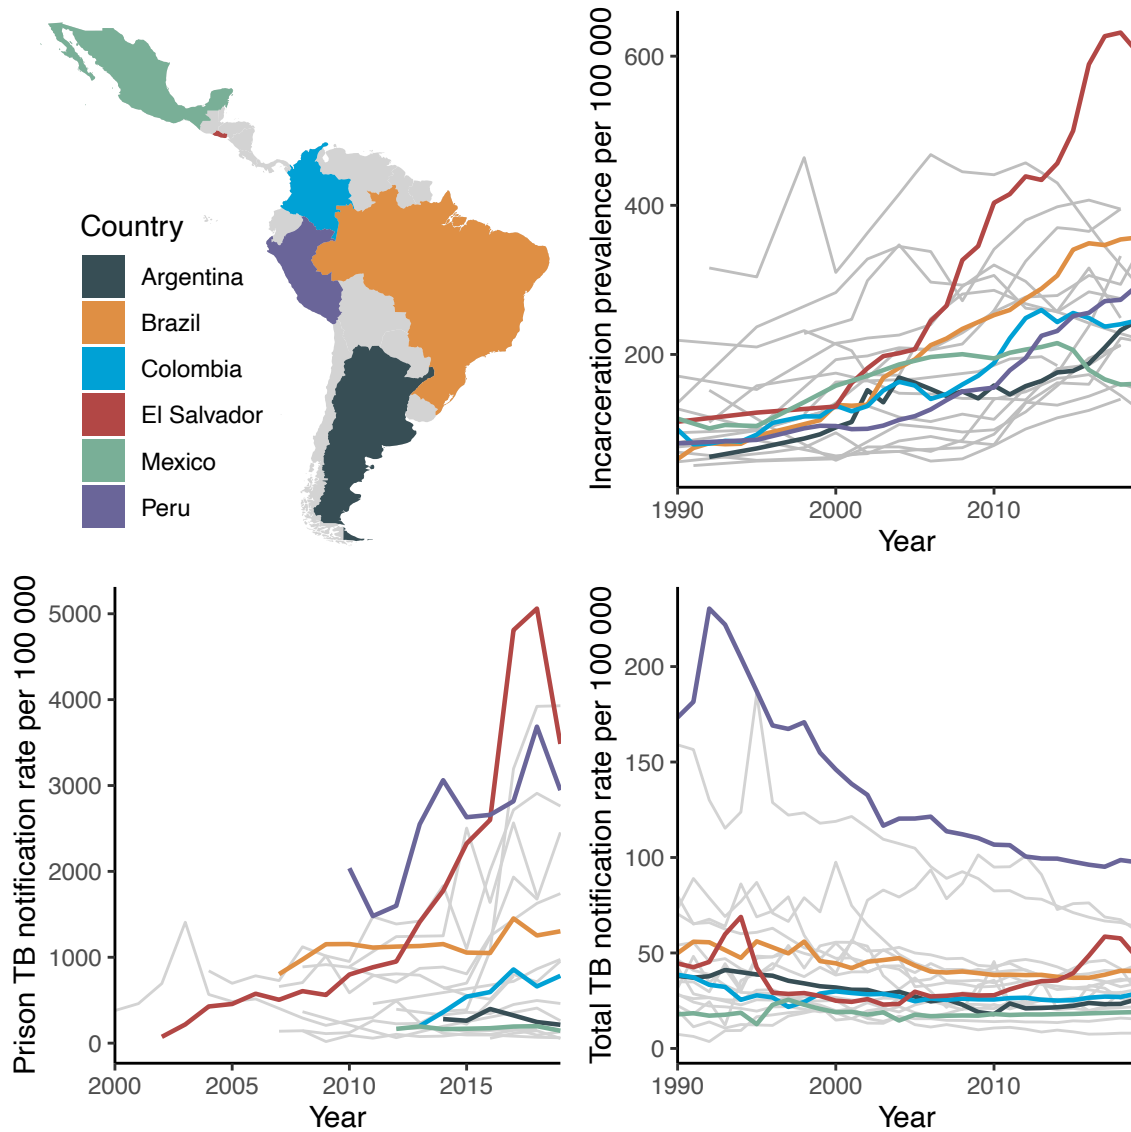 Country
Argentina
Brazil
Colombia
El Salvador
Mexico
Peru
Incarceration prevalence per 100 000
600
400
200
1990
2000
2010
Year
Prison TB notification rate per 100 000
5000
4000
3000
2000
1000
0
2000
2005
2010
2015
Year
Total TB notification rate per 100 000
200
150
100
50
0
1990
2000
2010
Year